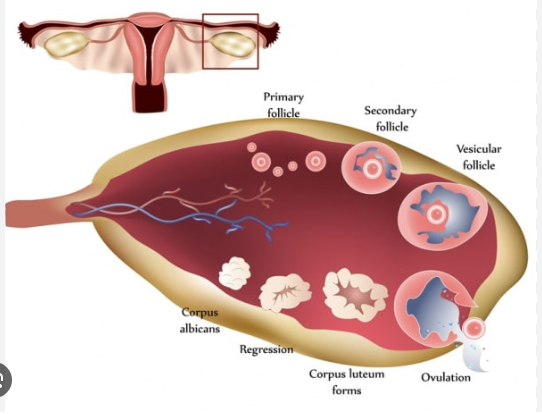 Primary
follicle
Secondary
follicle
Vesicular
follicle
Corpus
albicans
Regression
Corpus luteum
forms
Ovulation